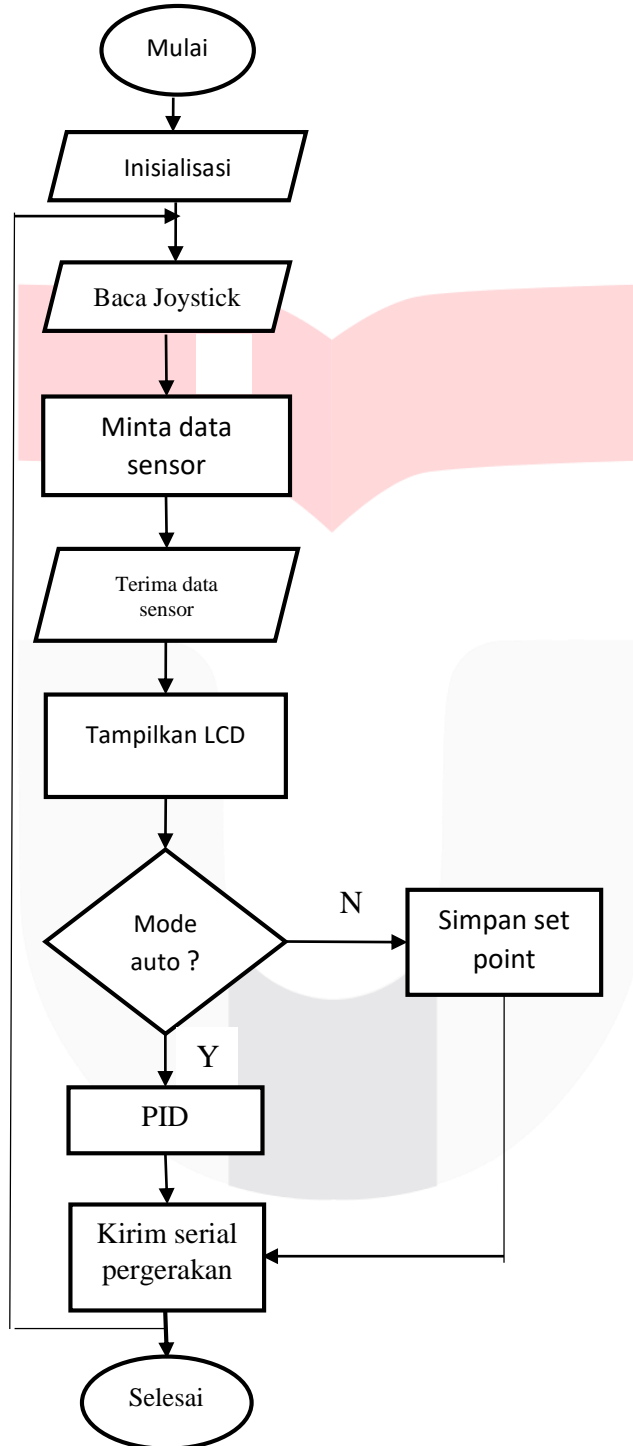 Mulai
Inisialisasi
Baca Joystick
Minta data
sensor
Terima data
sensor
Tampilkan LCD
Mode
auto ?
N
Simpan set
point
Y
PID
Kirim serial
pergerakan
Selesai